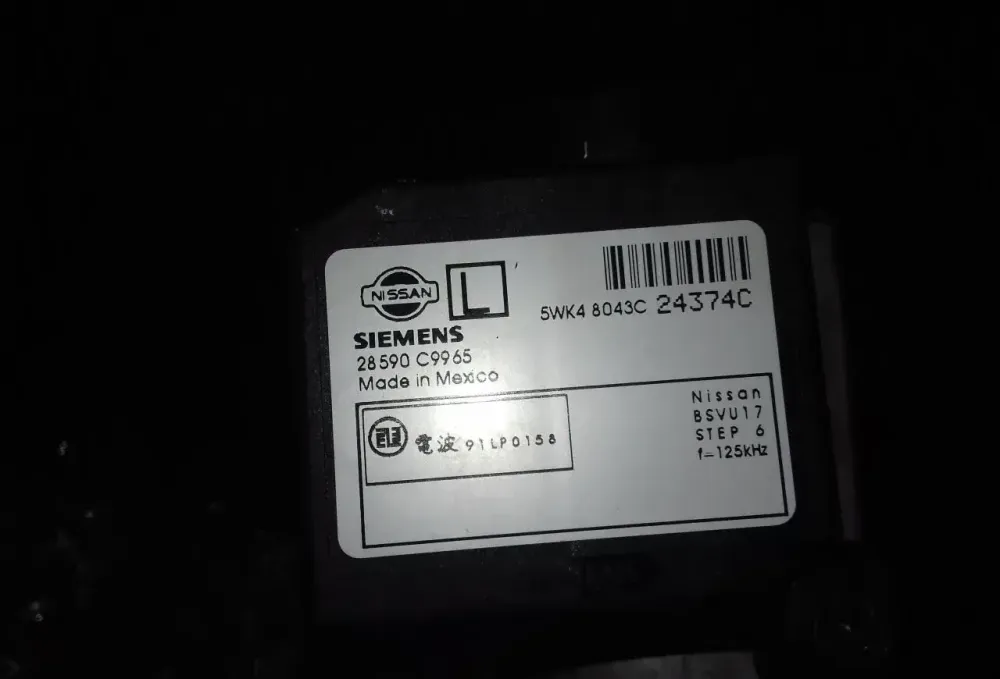 NISSAN
L
SIEMENS
28590 C9965
Made in Mexico
5WK4 8043C 24374C
電波 91LP0158
Nissan
BSVU17
STEP 6
f=125kHz